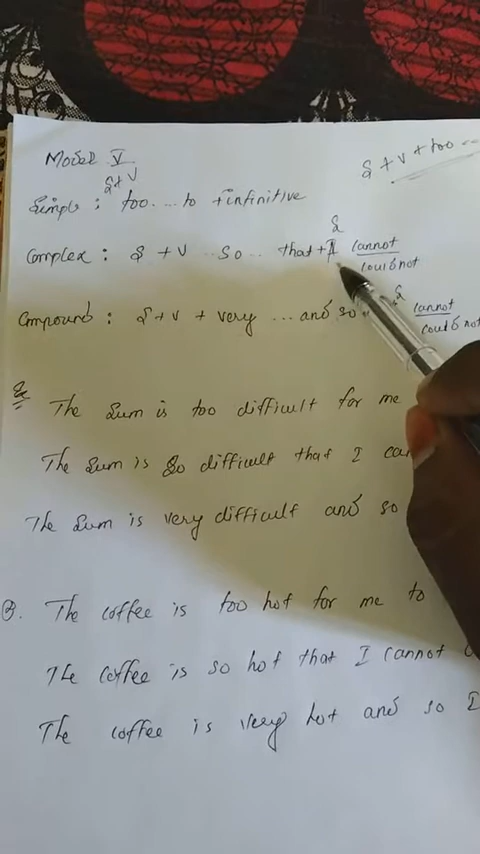 Model V
S + V + too ...
S+V
Simple : too .... to + infinitive
S
Complex : S + V .. So .. that + cannot
could not
S
Compound : S + V + very ... and so .. cannot
could not
Ex
The Sum is too difficult for me
The Sum is so difficult that I
The Sum is very difficult and so
2. The coffee is too hot for me to
The coffee is so hot that I cannot
The coffee is very hot and so I